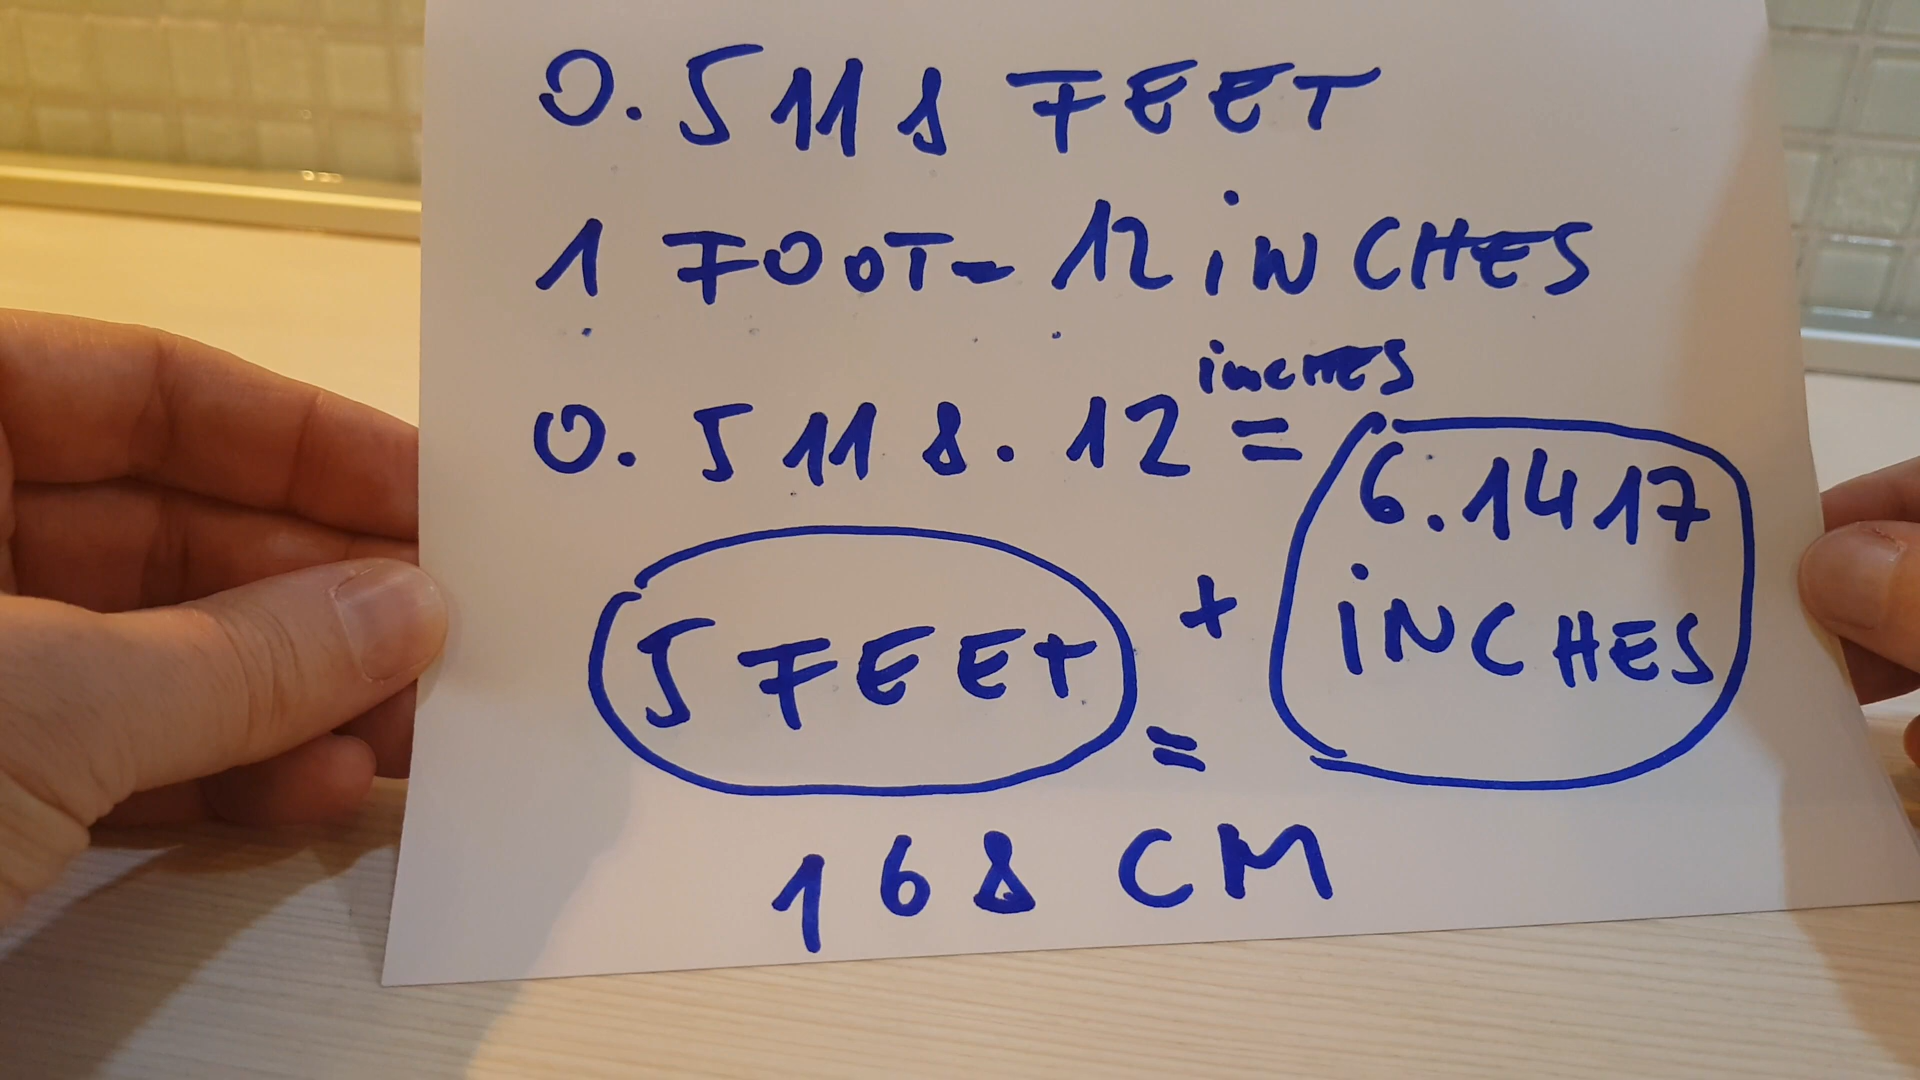 0.5118 FEET
1 FOOT - 12 iNCHES
0.5118 . 12 inCHES = 6.1417 iNCHES
5 FEET +
=
168 CM